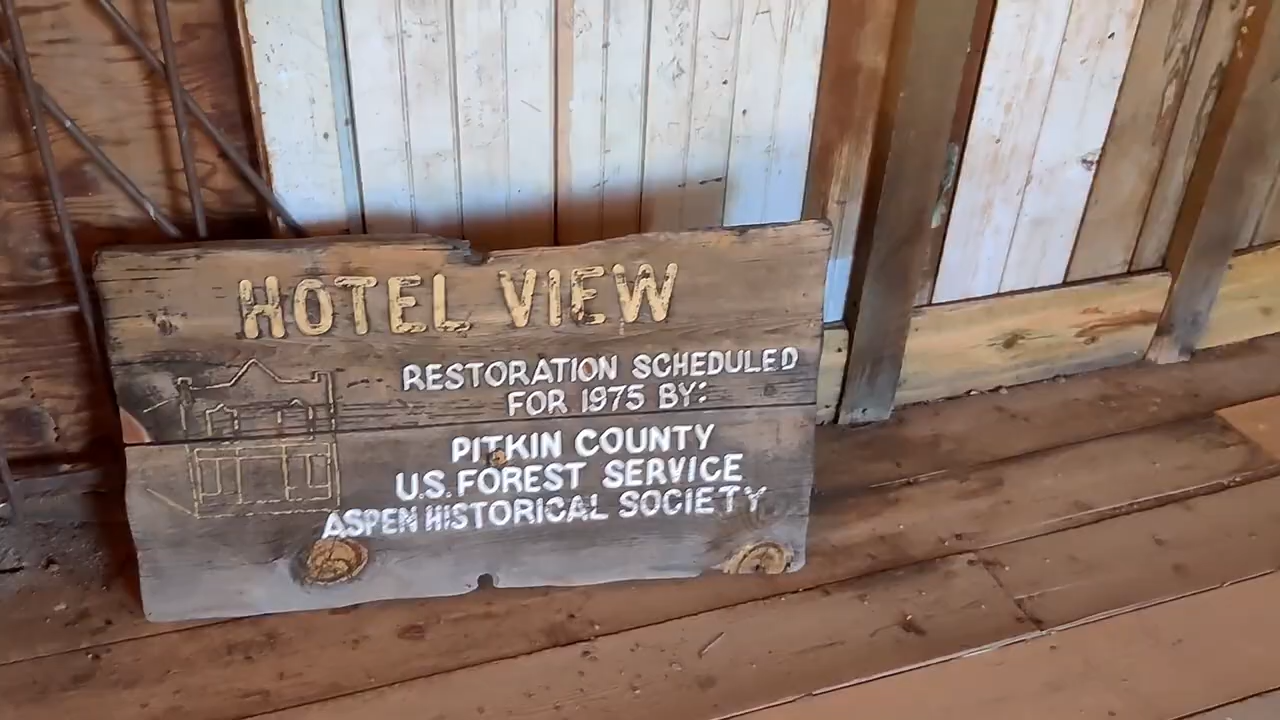 HOTEL VIEW
RESTORATION SCHEDULED
FOR 1975 BY:
PITKIN COUNTY
U.S. FOREST SERVICE
ASPEN HISTORICAL SOCIETY